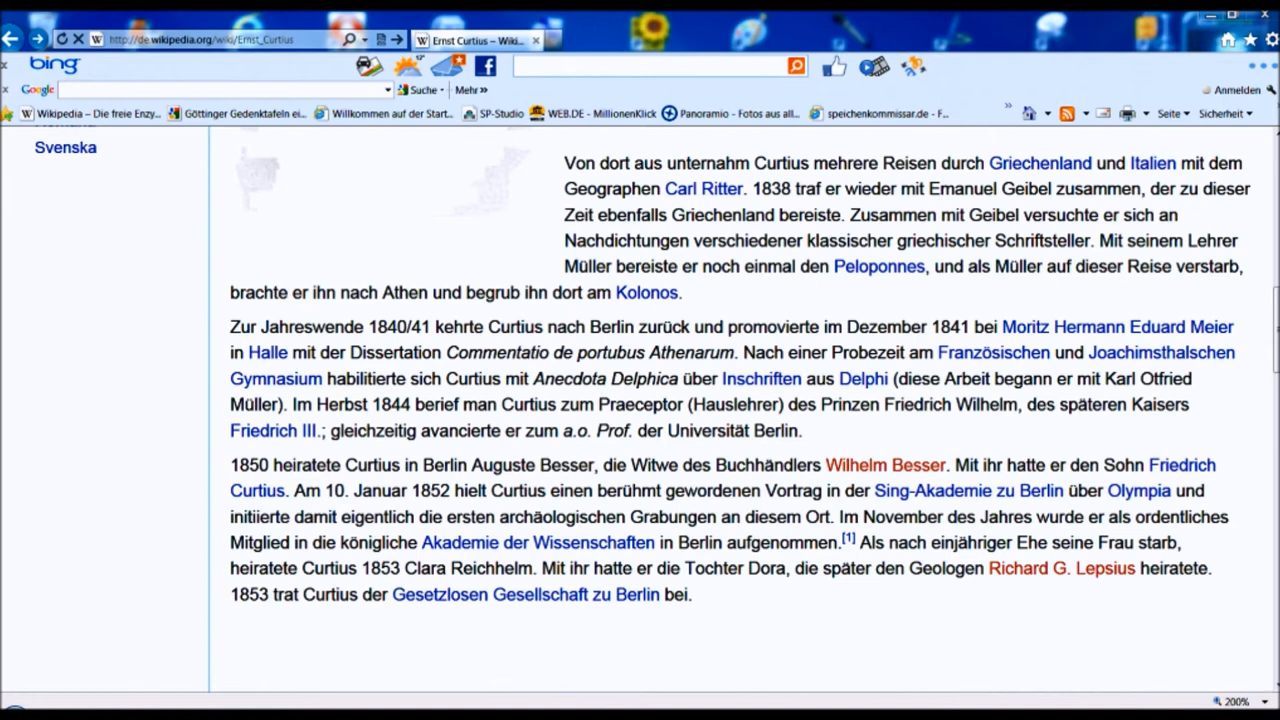 http://de.wikipedia.org/wiki/Ernst_Curtius
Ernst Curtius – Wiki...
bing
12°
Google
Suche
Mehr »
Anmelden
Wikipedia – Die freie Enzy...
Göttinger Gedenktafeln ei...
Willkommen auf der Start...
SP-Studio
WEB.DE - MillionenKlick
Panoramio - Fotos aus all...
speichenkommissar.de - F...
Seite
Sicherheit
Svenska
Von dort aus unternahm Curtius mehrere Reisen durch Griechenland und Italien mit dem
Geographen Carl Ritter. 1838 traf er wieder mit Emanuel Geibel zusammen, der zu dieser
Zeit ebenfalls Griechenland bereiste. Zusammen mit Geibel versuchte er sich an
Nachdichtungen verschiedener klassischer griechischer Schriftsteller. Mit seinem Lehrer
Müller bereiste er noch einmal den Peloponnes, und als Müller auf dieser Reise verstarb,
brachte er ihn nach Athen und begrub ihn dort am Kolonos.
Zur Jahreswende 1840/41 kehrte Curtius nach Berlin zurück und promovierte im Dezember 1841 bei Moritz Hermann Eduard Meier
in Halle mit der Dissertation Commentatio de portubus Athenarum. Nach einer Probezeit am Französischen und Joachimsthalschen
Gymnasium habilitierte sich Curtius mit Anecdota Delphica über Inschriften aus Delphi (diese Arbeit begann er mit Karl Otfried
Müller). Im Herbst 1844 berief man Curtius zum Praeceptor (Hauslehrer) des Prinzen Friedrich Wilhelm, des späteren Kaisers
Friedrich III.; gleichzeitig avancierte er zum a.o. Prof. der Universität Berlin.
1850 heiratete Curtius in Berlin Auguste Besser, die Witwe des Buchhändlers Wilhelm Besser. Mit ihr hatte er den Sohn Friedrich
Curtius. Am 10. Januar 1852 hielt Curtius einen berühmt gewordenen Vortrag in der Sing-Akademie zu Berlin über Olympia und
initiierte damit eigentlich die ersten archäologischen Grabungen an diesem Ort. Im November des Jahres wurde er als ordentliches
Mitglied in die königliche Akademie der Wissenschaften in Berlin aufgenommen.[1] Als nach einjähriger Ehe seine Frau starb,
heiratete Curtius 1853 Clara Reichhelm. Mit ihr hatte er die Tochter Dora, die später den Geologen Richard G. Lepsius heiratete.
1853 trat Curtius der Gesetzlosen Gesellschaft zu Berlin bei.
200%